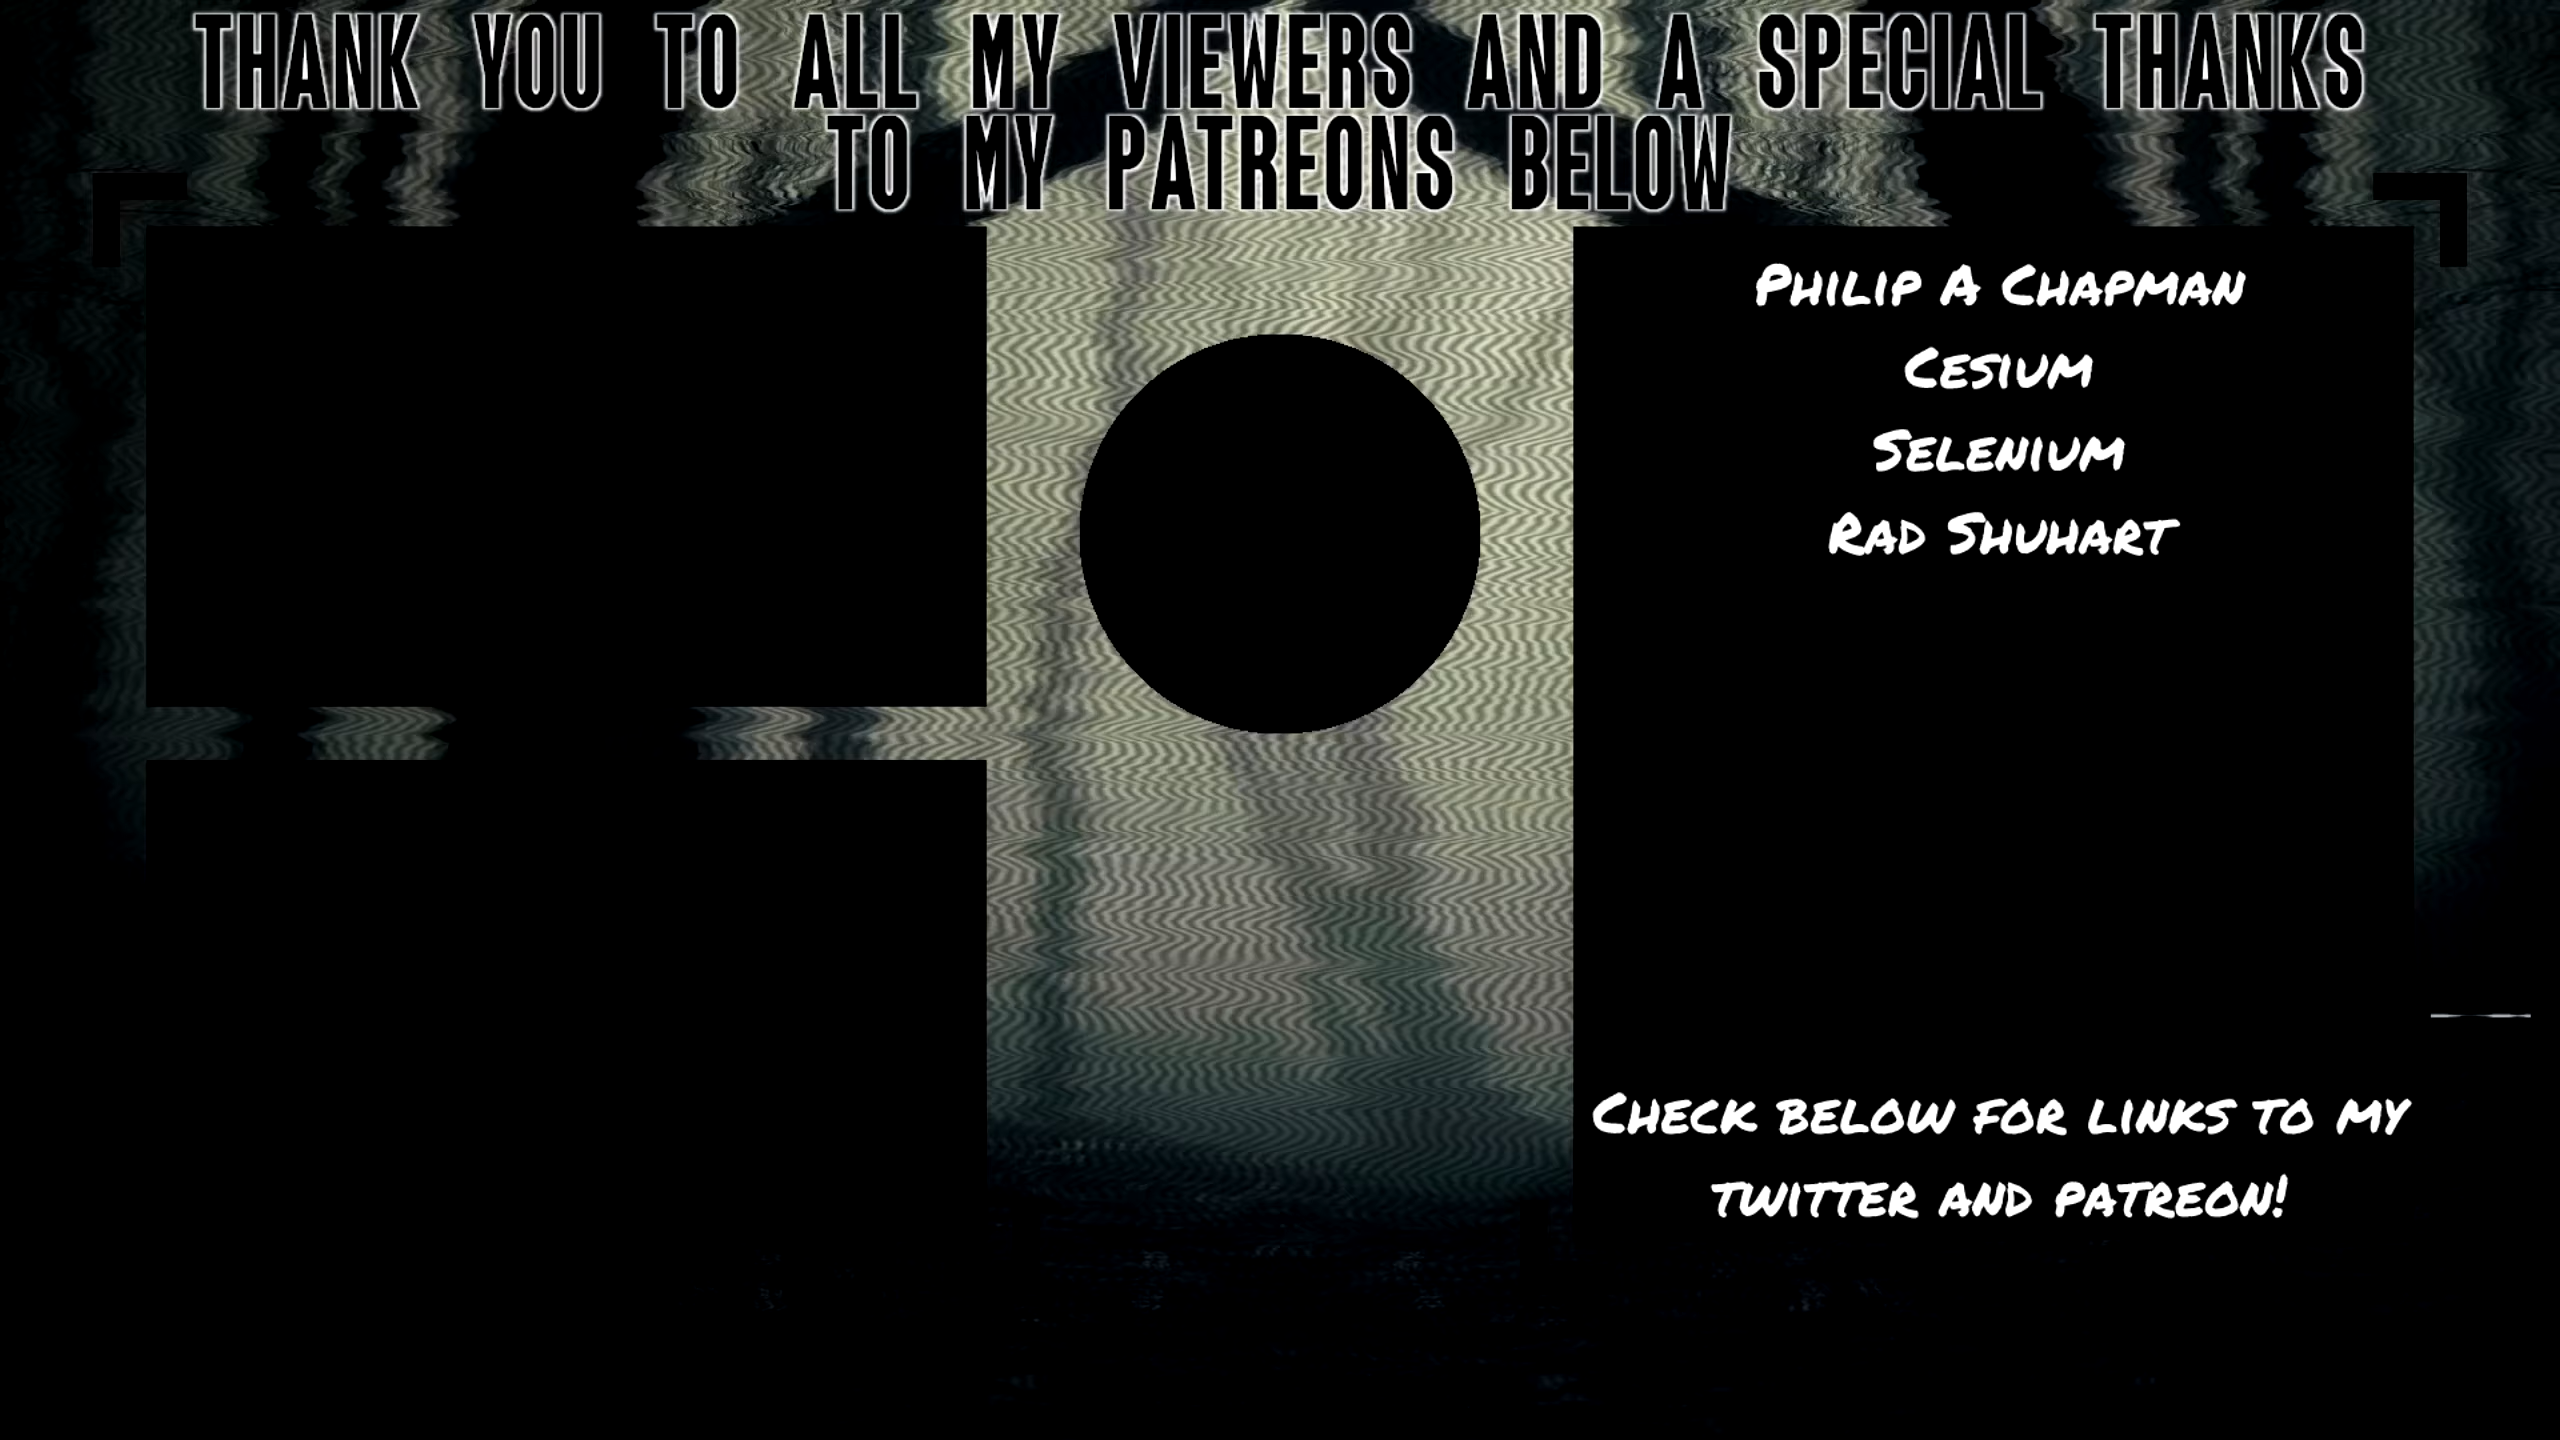 THANK YOU TO ALL MY VIEWERS AND A SPECIAL THANKS
TO MY PATREONS BELOW
PHILIP A CHAPMAN
CESIUM
SELENIUM
RAD SHUHART
CHECK BELOW FOR LINKS TO MY
TWITTER AND PATREON!